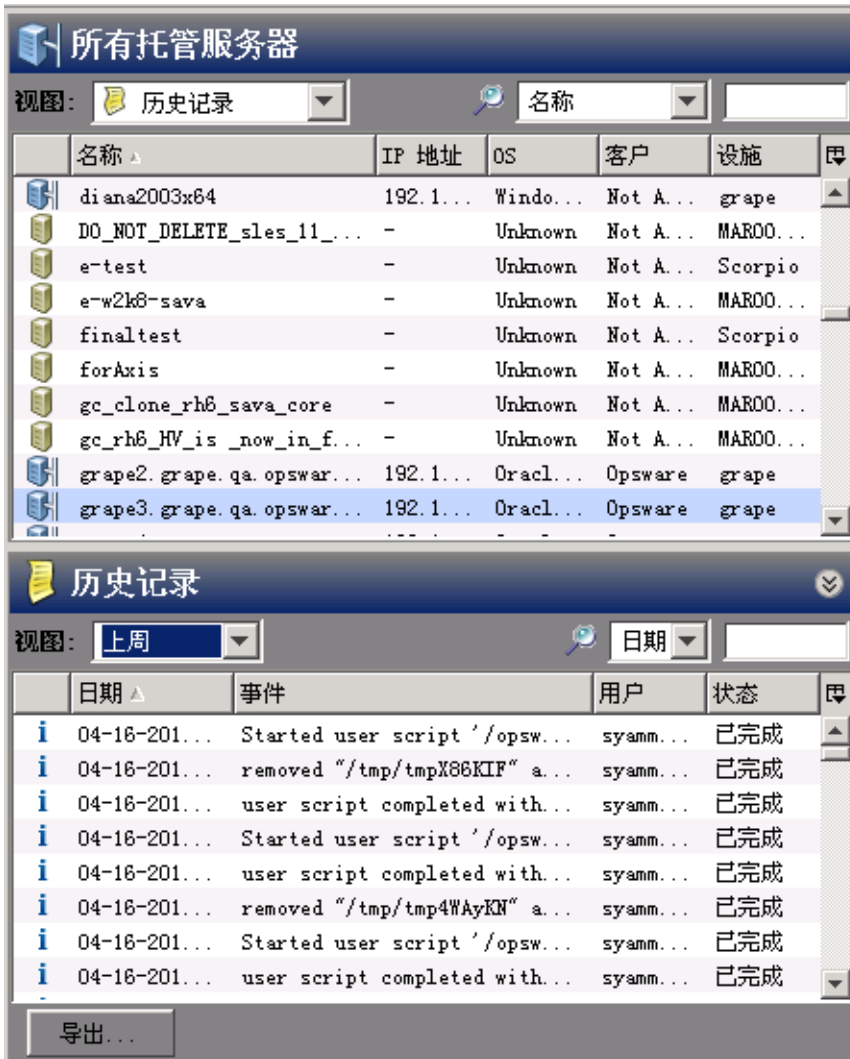 所有托管服务器
视图: 历史记录 名称
名称 IP 地址 OS 客户 设施
diana2003x64 192.1... Windo... Not A... grape
DO_NOT_DELETE_sles_11_... - Unknown Not A... MAROO...
e-test - Unknown Not A... Scorpio
e-w2k8-sava - Unknown Not A... MAROO...
finaltest - Unknown Not A... Scorpio
forAxis - Unknown Not A... MAROO...
gc_clone_rh6_sava_core - Unknown Not A... MAROO...
gc_rh6_HV_is _now_in_f... - Unknown Not A... MAROO...
grape2.grape.qa.opswar... 192.1... Oracl... Opsware grape
grape3.grape.qa.opswar... 192.1... Oracl... Opsware grape
历史记录
视图: 上周 日期
日期 事件 用户 状态
i 04-16-201... Started user script '/opsw... syamm... 已完成
i 04-16-201... removed "/tmp/tmpX86KIF" a... syamm... 已完成
i 04-16-201... user script completed with... syamm... 已完成
i 04-16-201... Started user script '/opsw... syamm... 已完成
i 04-16-201... user script completed with... syamm... 已完成
i 04-16-201... removed "/tmp/tmp4WAyKN" a... syamm... 已完成
i 04-16-201... Started user script '/opsw... syamm... 已完成
i 04-16-201... user script completed with... syamm... 已完成
导出...